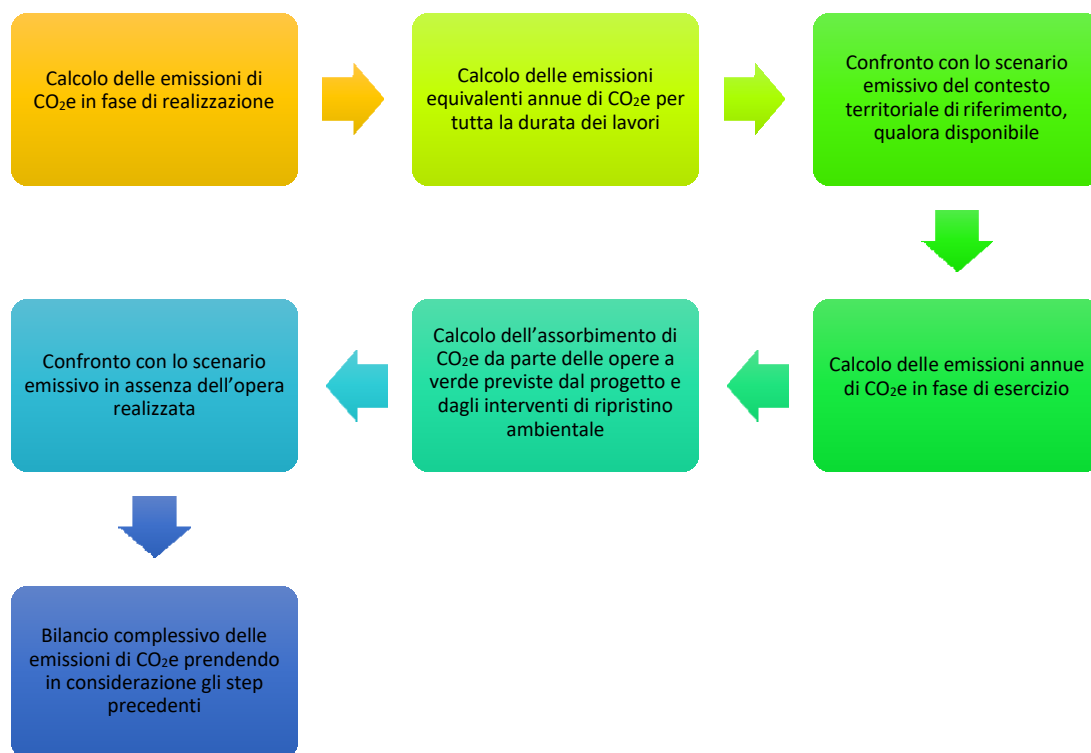 Calcolo delle emissioni di
CO2e in fase di realizzazione
Calcolo delle emissioni
equivalenti annue di CO2e per
tutta la durata dei lavori
Confronto con lo scenario
emissivo del contesto
territoriale di riferimento,
qualora disponibile
Calcolo delle emissioni annue
di CO2e in fase di esercizio
Calcolo dell’assorbimento di
CO2e da parte delle opere a
verde previste dal progetto e
dagli interventi di ripristino
ambientale
Confronto con lo scenario
emissivo in assenza dell’opera
realizzata
Bilancio complessivo delle
emissioni di CO2e prendendo
in considerazione gli step
precedenti